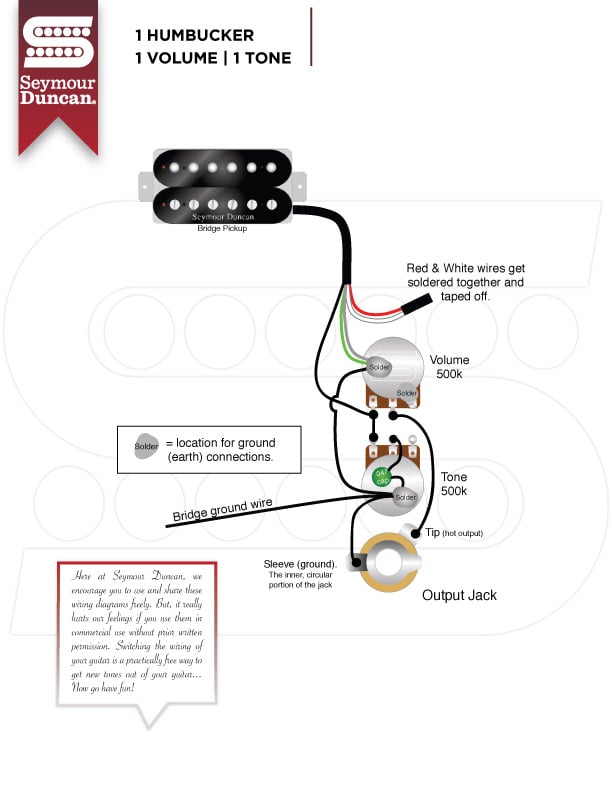 1 HUMBUCKER
1 VOLUME | 1 TONE
Seymour
Duncan.
Seymour Duncan
Bridge Pickup
Red & White wires get
soldered together and
taped off.
Solder
Volume
500k
Solder
Solder = location for ground
(earth) connections.
.047
Tone
500k
Solder
Bridge ground wire
Tip (hot output)
Sleeve (ground).
The inner, circular
portion of the jack
Output Jack
Here at Seymour Duncan, we
encourage you to use and share these
wiring diagrams freely. But, it really
hurts our feelings if you use them in
commercial use without prior written
permission. Switching the wiring of
your guitar is a practically free way to
get new tones out of your guitar...
Now go have fun!